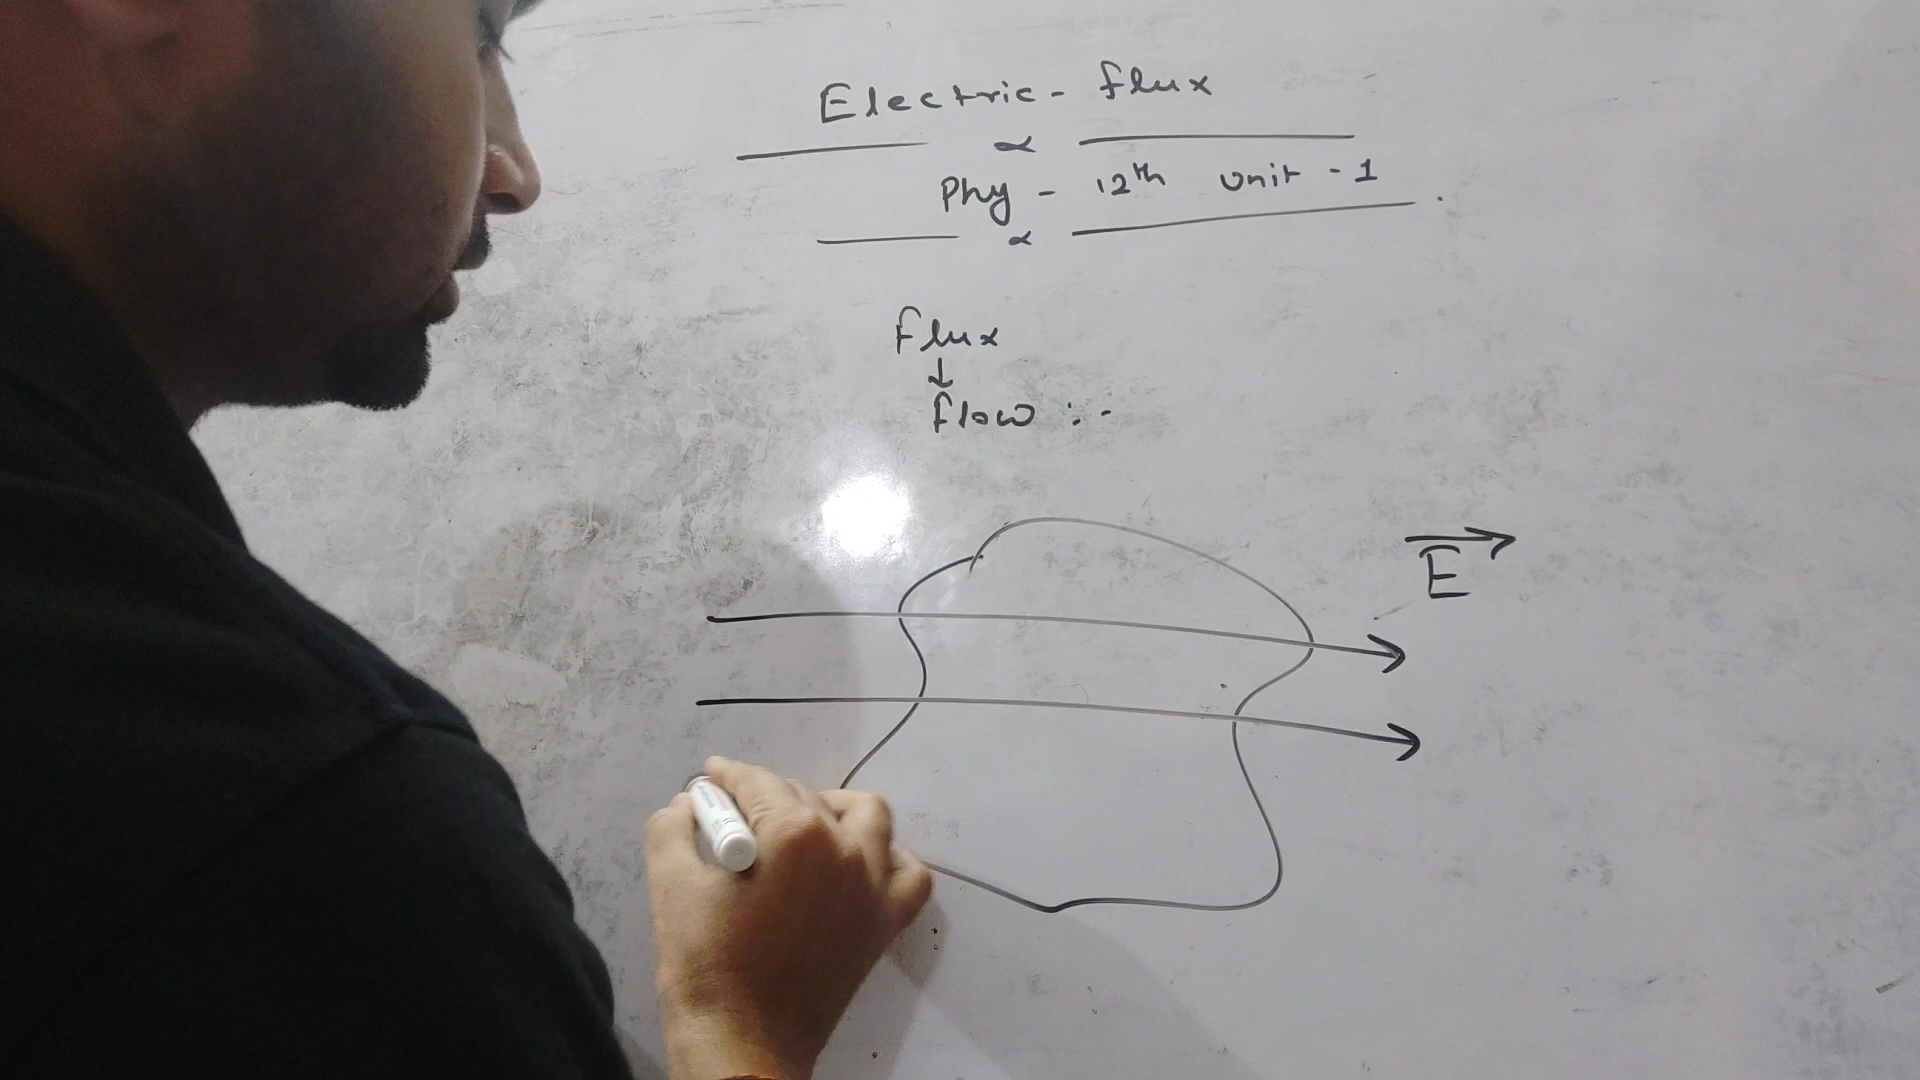 Electric - flux
Phy - 12th unit - 1
flux
↓
flow :-
E